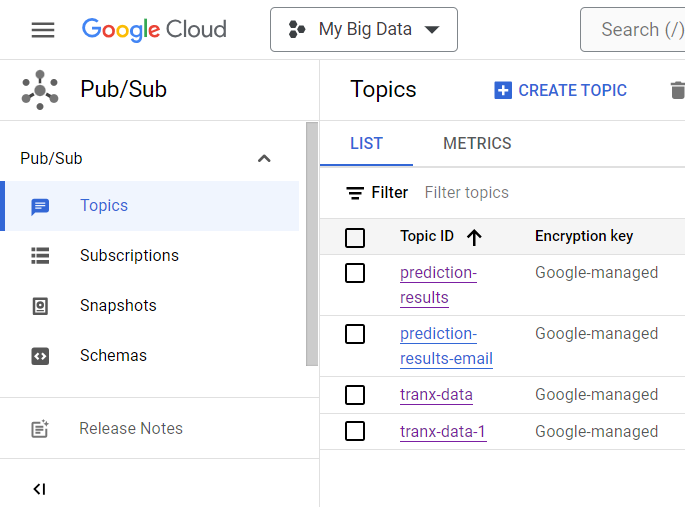 Google Cloud
My Big Data
Search (/)
Pub/Sub
Topics
CREATE TOPIC
Pub/Sub
Topics
Subscriptions
Snapshots
Schemas
Release Notes
LIST
METRICS
Filter
Filter topics
Topic ID
Encryption key
prediction-
results
Google-managed
prediction-
results-email
Google-managed
tranx-data
Google-managed
tranx-data-1
Google-managed